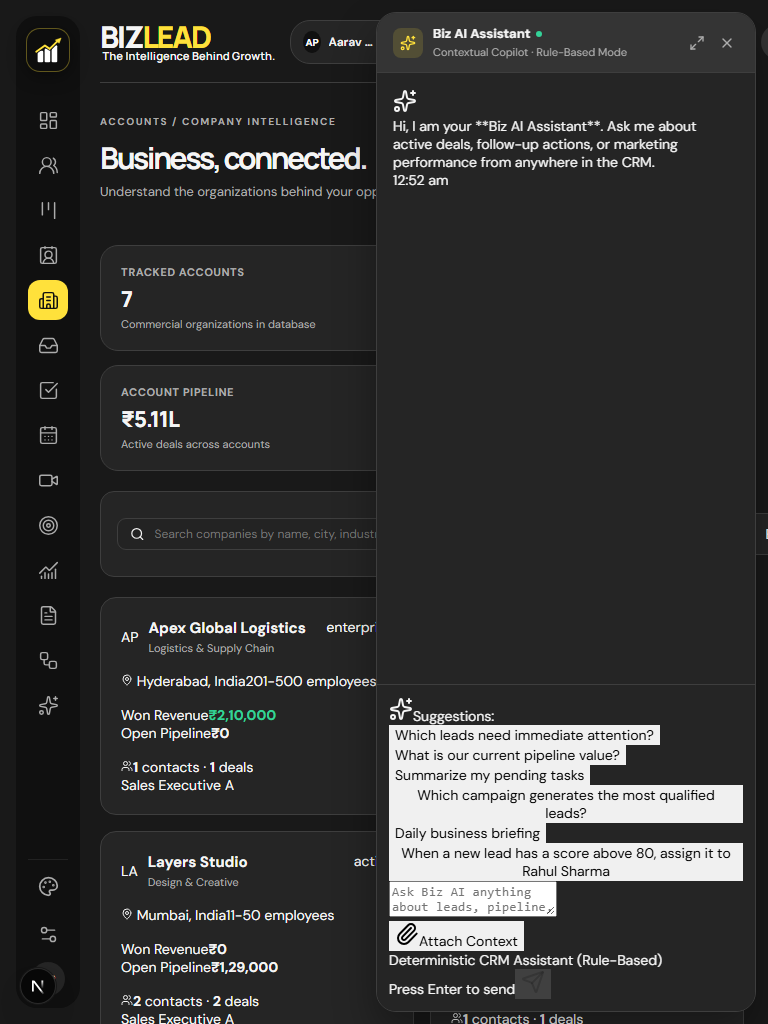 BIZLEAD
The Intelligence Behind Growth.
AP Aarav ...
ACCOUNTS / COMPANY INTELLIGENCE
Business, connected.
Understand the organizations behind your opp
TRACKED ACCOUNTS
7
Commercial organizations in database
ACCOUNT PIPELINE
₹5.11L
Active deals across accounts
Search companies by name, city, industr
AP Apex Global Logistics enterpr
Logistics & Supply Chain
Hyderabad, India201-500 employees
Won Revenue₹2,10,000
Open Pipeline₹0
1 contacts · 1 deals
Sales Executive A
LA Layers Studio acti
Design & Creative
Mumbai, India11-50 employees
Won Revenue₹0
Open Pipeline₹1,29,000
2 contacts · 2 deals
Sales Executive A
1 contacts · 1 deals
N
Biz AI Assistant
Contextual Copilot · Rule-Based Mode
Hi, I am your **Biz AI Assistant**. Ask me about
active deals, follow-up actions, or marketing
performance from anywhere in the CRM.
12:52 am
Suggestions:
Which leads need immediate attention?
What is our current pipeline value?
Summarize my pending tasks
Which campaign generates the most qualified
leads?
Daily business briefing
When a new lead has a score above 80, assign it to
Rahul Sharma
Ask Biz AI anything
about leads, pipeline,
Attach Context
Deterministic CRM Assistant (Rule-Based)
Press Enter to send